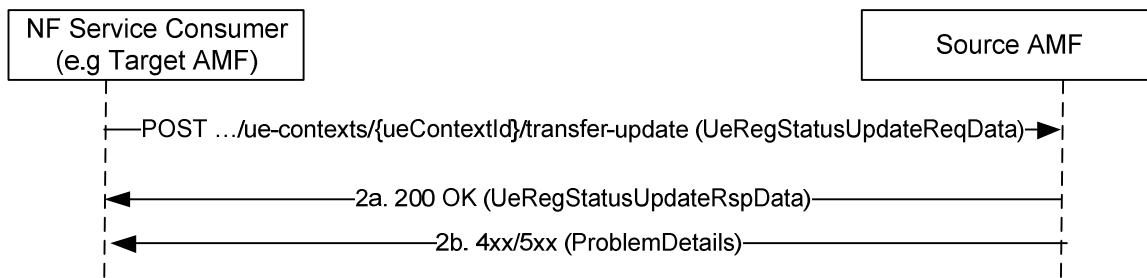 NF Service Consumer
(e.g Target AMF)
Source AMF
POST .../ue-contexts/{ueContextId}/transfer-update (UeRegStatusUpdateReqData)
2a. 200 OK (UeRegStatusUpdateRspData)
2b. 4xx/5xx (ProblemDetails)